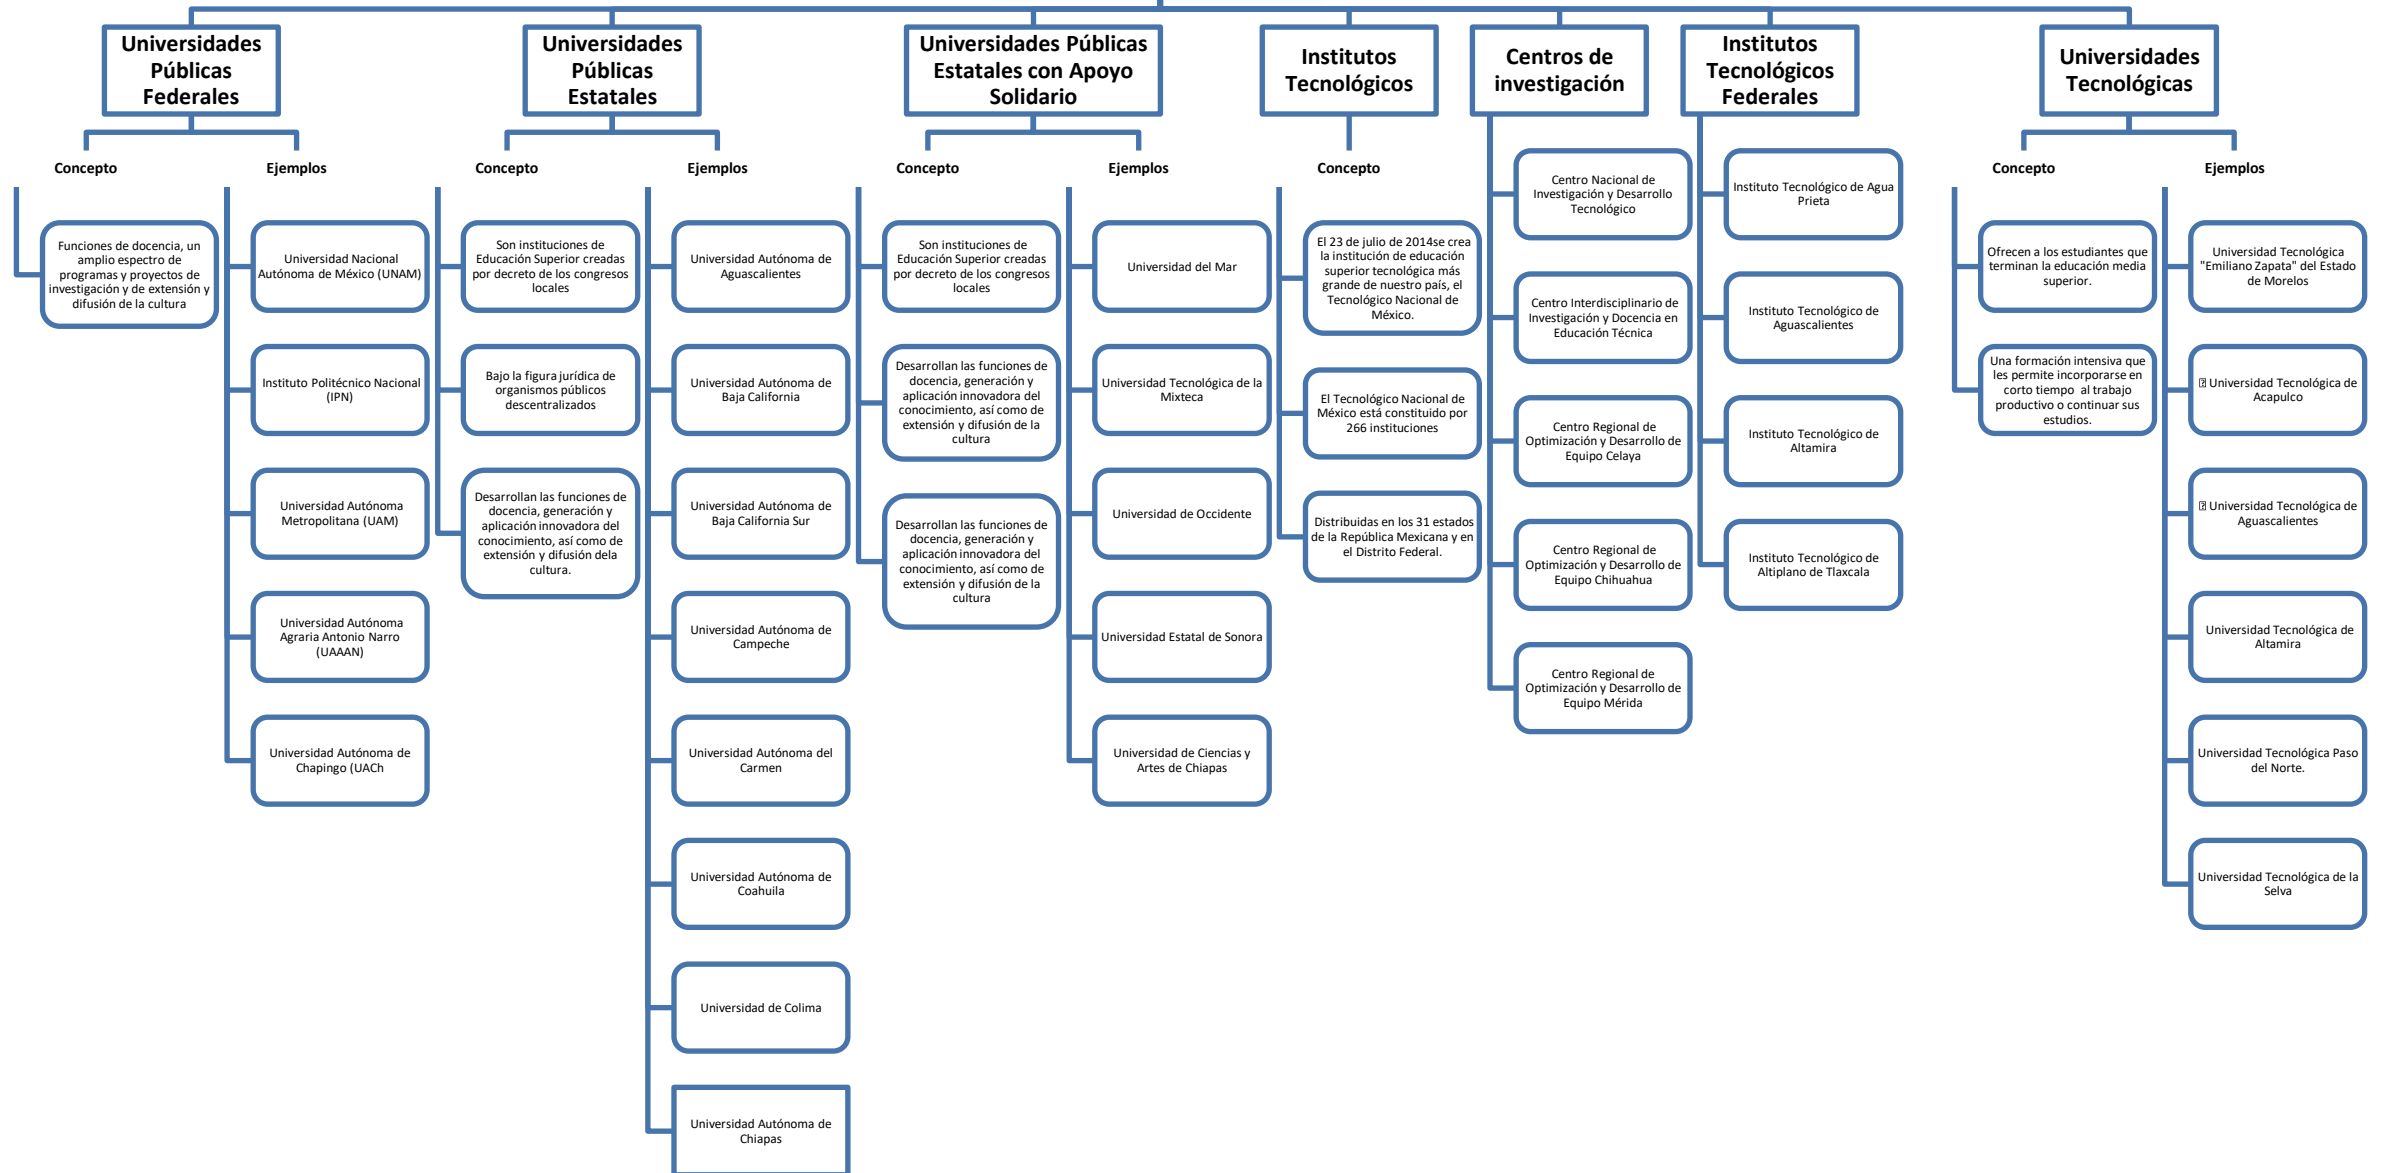 Universidades
Públicas
Federales
Concepto
Funciones de docencia, un
amplio espectro de
programas y proyectos de
investigación y de extensión y
difusión de la cultura
Ejemplos
Universidad Nacional
Autónoma de México (UNAM)
Instituto Politécnico Nacional
(IPN)
Universidad Autónoma
Metropolitana (UAM)
Universidad Autónoma
Agraria Antonio Narro
(UAAAN)
Universidad Autónoma de
Chapingo (UACh
Universidades
Públicas
Estatales
Concepto
Son instituciones de
Educación Superior creadas
por decreto de los congresos
locales
Bajo la figura jurídica de
organismos públicos
descentralizados
Desarrollan las funciones de
docencia, generación y
aplicación innovadora del
conocimiento, así como de
extensión y difusión dela
cultura.
Ejemplos
Universidad Autónoma de
Aguascalientes
Universidad Autónoma de
Baja California
Universidad Autónoma de
Baja California Sur
Universidad Autónoma de
Campeche
Universidad Autónoma del
Carmen
Universidad Autónoma de
Coahuila
Universidad de Colima
Universidad Autónoma de
Chiapas
Universidades Públicas
Estatales con Apoyo
Solidario
Concepto
Son instituciones de
Educación Superior creadas
por decreto de los congresos
locales
Desarrollan las funciones de
docencia, generación y
aplicación innovadora del
conocimiento, así como de
extensión y difusión de la
cultura
Desarrollan las funciones de
docencia, generación y
aplicación innovadora del
conocimiento, así como de
extensión y difusión de la
cultura
Ejemplos
Universidad del Mar
Universidad Tecnológica de la
Mixteca
Universidad de Occidente
Universidad Estatal de Sonora
Universidad de Ciencias y
Artes de Chiapas
Institutos
Tecnológicos
Concepto
El 23 de julio de 2014se crea
la institución de educación
superior tecnológica más
grande de nuestro país, el
Tecnológico Nacional de
México.
El Tecnológico Nacional de
México está constituido por
266 instituciones
Distribuidas en los 31 estados
de la República Mexicana y en
el Distrito Federal.
Centros de
investigación
Centro Nacional de
Investigación y Desarrollo
Tecnológico
Centro Interdisciplinario de
Investigación y Docencia en
Educación Técnica
Centro Regional de
Optimización y Desarrollo de
Equipo Celaya
Centro Regional de
Optimización y Desarrollo de
Equipo Chihuahua
Centro Regional de
Optimización y Desarrollo de
Equipo Mérida
Institutos
Tecnológicos
Federales
Instituto Tecnológico de Agua
Prieta
Instituto Tecnológico de
Aguascalientes
Instituto Tecnológico de
Altamira
Instituto Tecnológico de
Altiplano de Tlaxcala
Universidades
Tecnológicas
Concepto
Ofrecen a los estudiantes que
terminan la educación media
superior.
Una formación intensiva que
les permite incorporarse en
corto tiempo  al trabajo
productivo o continuar sus
estudios.
Ejemplos
Universidad Tecnológica
"Emiliano Zapata" del Estado
de Morelos
Universidad Tecnológica de
Acapulco
Universidad Tecnológica de
Aguascalientes
Universidad Tecnológica de
Altamira
Universidad Tecnológica Paso
del Norte.
Universidad Tecnológica de la
Selva